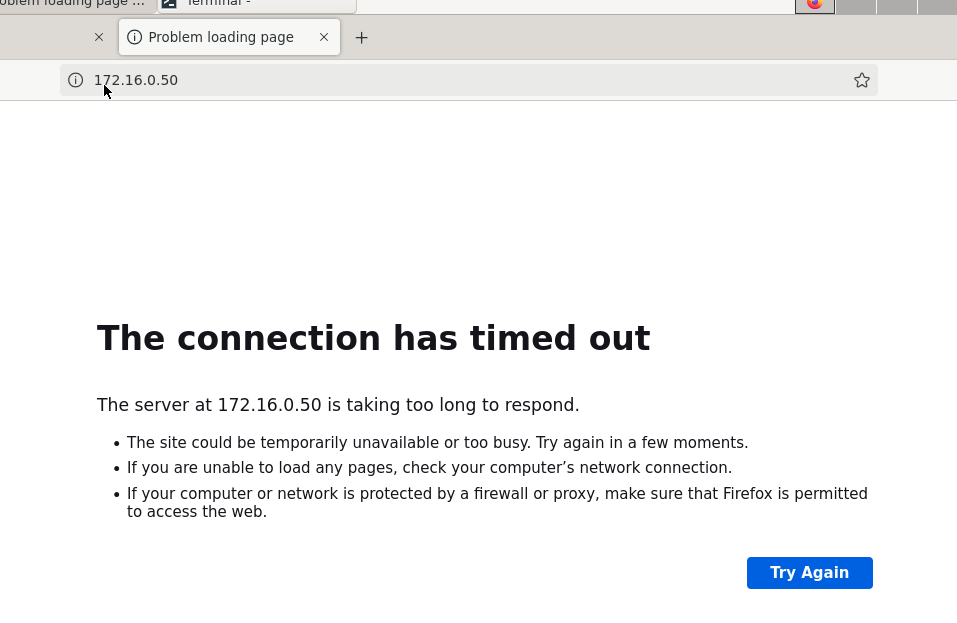 oblem loading page ...
Terminal -
Problem loading page
172.16.0.50
The connection has timed out
The server at 172.16.0.50 is taking too long to respond.
• The site could be temporarily unavailable or too busy. Try again in a few moments.
• If you are unable to load any pages, check your computer’s network connection.
• If your computer or network is protected by a firewall or proxy, make sure that Firefox is permitted
to access the web.
Try Again